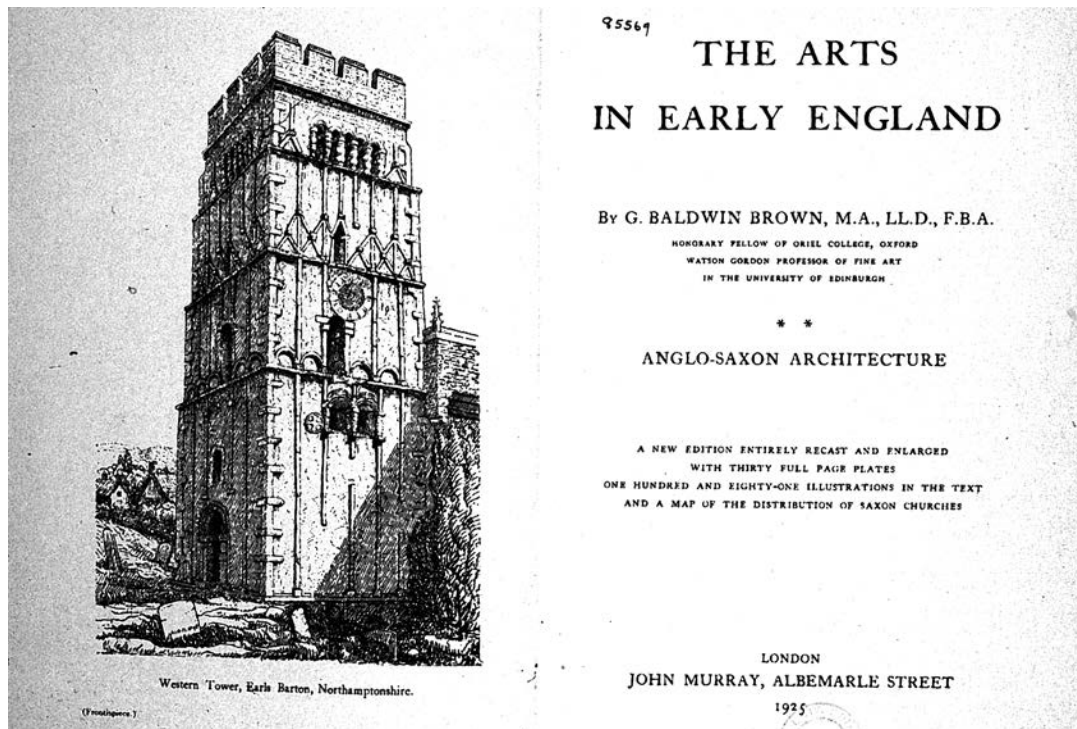 Western Tower, Earls Barton, Northamptonshire.
(Frontispiece.)
95569
THE ARTS
IN EARLY ENGLAND
By G. BALDWIN BROWN, M.A., LL.D., F.B.A.
HONORARY FELLOW OF ORIEL COLLEGE, OXFORD
WATSON GORDON PROFESSOR OF FINE ART
IN THE UNIVERSITY OF EDINBURGH
* *
ANGLO-SAXON ARCHITECTURE
A NEW EDITION ENTIRELY RECAST AND ENLARGED
WITH THIRTY FULL PAGE PLATES
ONE HUNDRED AND EIGHTY-ONE ILLUSTRATIONS IN THE TEXT
AND A MAP OF THE DISTRIBUTION OF SAXON CHURCHES
LONDON
JOHN MURRAY, ALBEMARLE STREET
1925